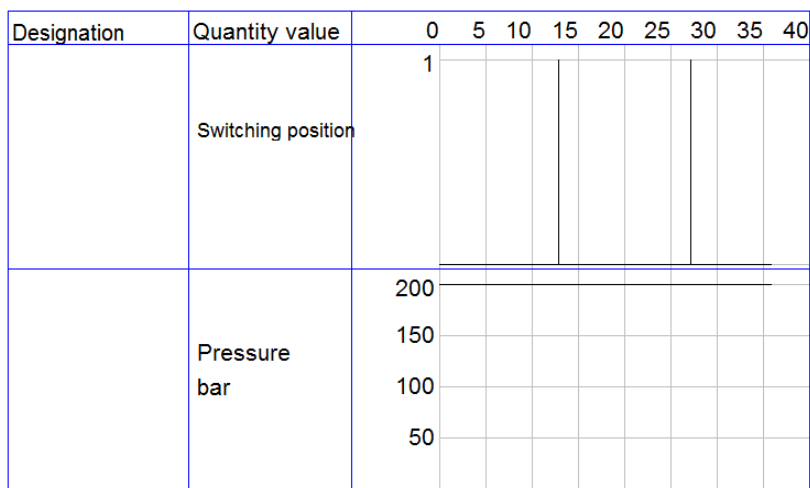 Designation Quantity value 0 5 10 15 20 25 30 35 40
1
Switching position
200
150
Pressure
100
bar
50